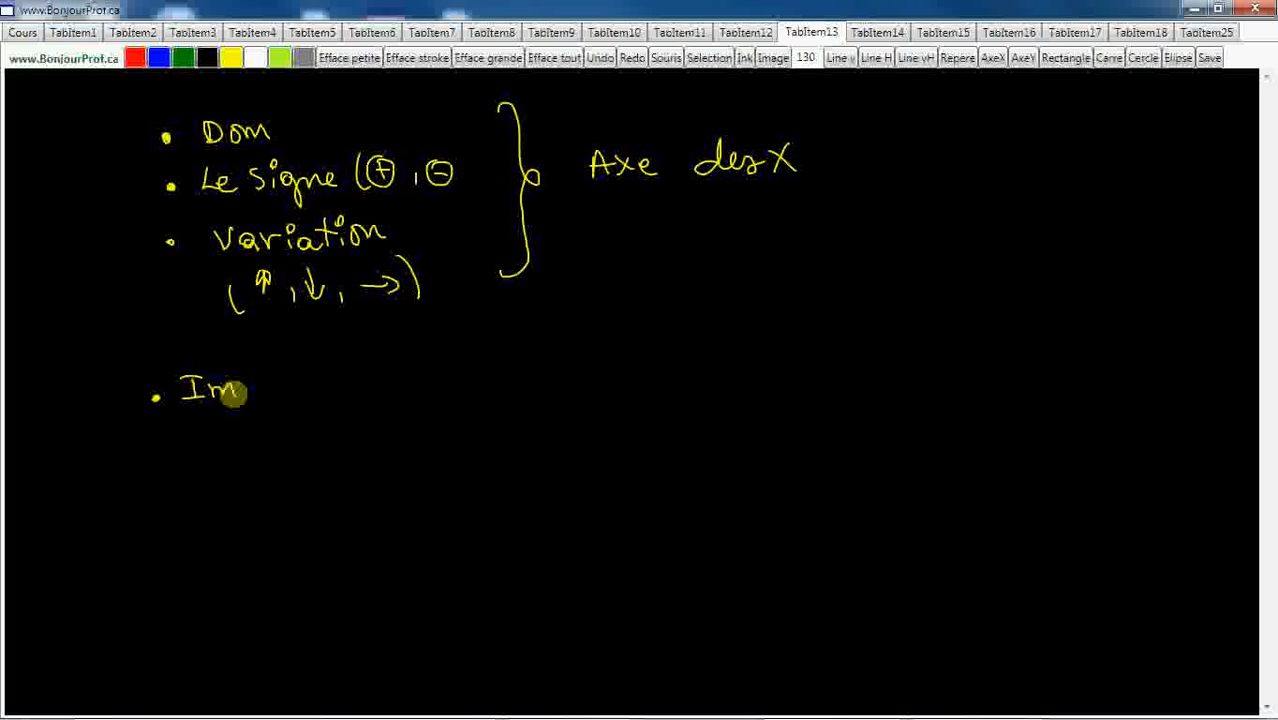 www.BonjourProf.ca
Cours TabItem1 TabItem2 TabItem3 TabItem4 TabItem5 TabItem6 TabItem7 TabItem8 TabItem9 TabItem10 TabItem11 TabItem12 TabItem13 TabItem14 TabItem15 TabItem16 TabItem17 TabItem18 TabItem25
www.BonjourProf.ca Efface petite Efface stroke Efface grande Efface tout Undo Redo Souris Selection Ink Image 130 Line v Line H Line vH Repere AxeX AxeY Rectangle Carre Cercle Elipse Save
• Dom
• Le Signe (⊕ , ⊖
Axe des X
• Variation
( ↑ , ↓ , → )
• Im